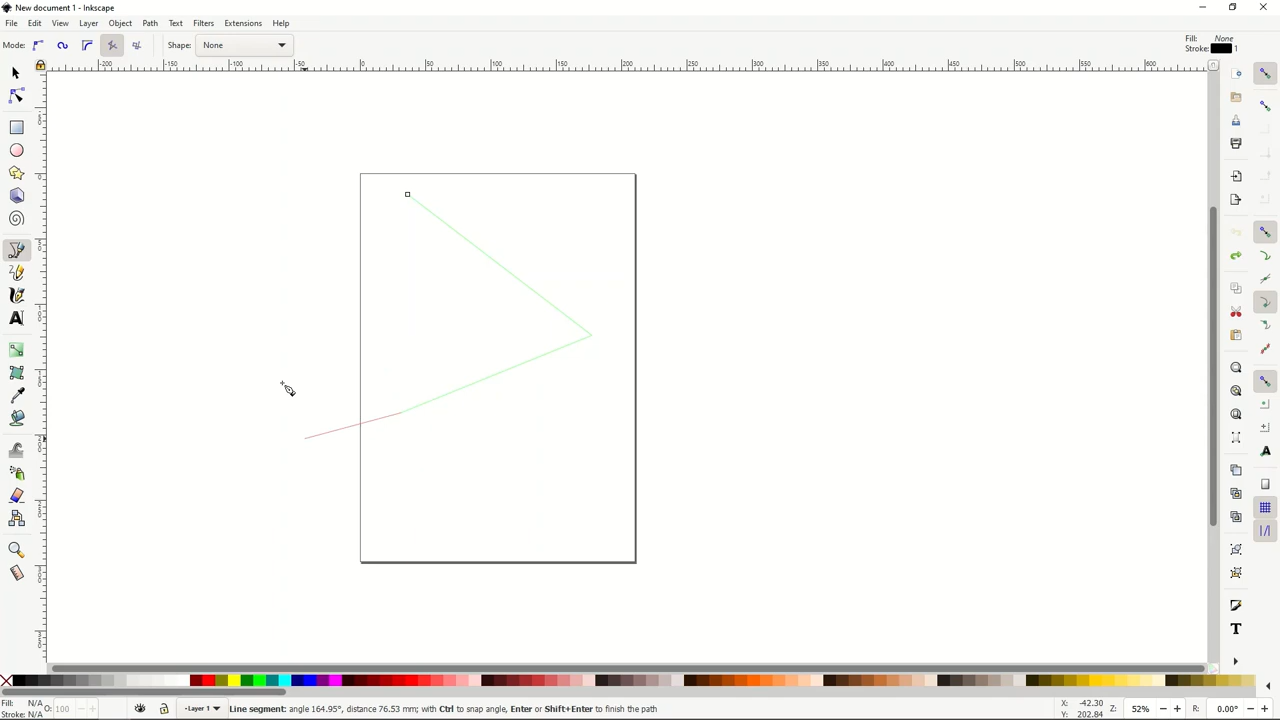 New document 1 - Inkscape
File Edit View Layer Object Path Text Filters Extensions Help
Mode: Shape: None
Fill: None
Stroke: 1
-200 -150 -100 -50 0 50 100 150 200 250 300 350 400 450 500 550 600
Fill: N/A
Stroke: N/A
O: 100
-Layer 1
Line segment: angle 164.95°, distance 76.53 mm; with Ctrl to snap angle, Enter or Shift+Enter to finish the path
X: -42.30
Y: 202.84
Z: 52%
R: 0.00°